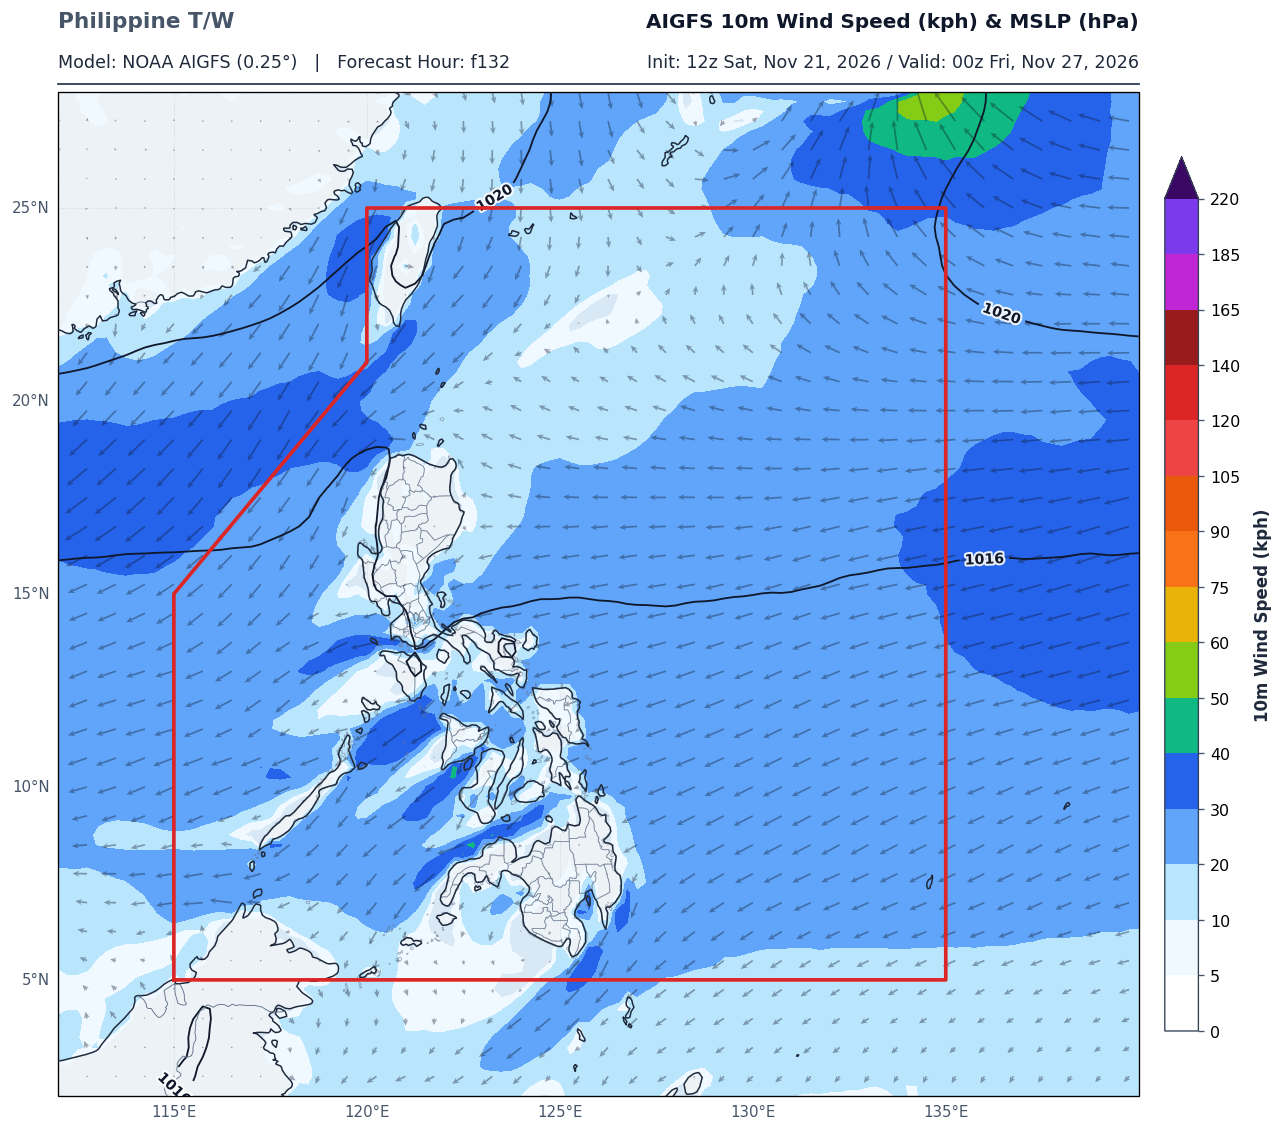 Philippine T/W
AIGFS 10m Wind Speed (kph) & MSLP (hPa)
Model: NOAA AIGFS (0.25°)   |   Forecast Hour: f132
Init: 12z Sat, Nov 21, 2026 / Valid: 00z Fri, Nov 27, 2026
25°N
20°N
15°N
10°N
5°N
115°E
120°E
125°E
130°E
135°E
1020
1020
1016
220
185
165
140
120
105
90
75
60
50
40
30
20
10
5
0
10m Wind Speed (kph)